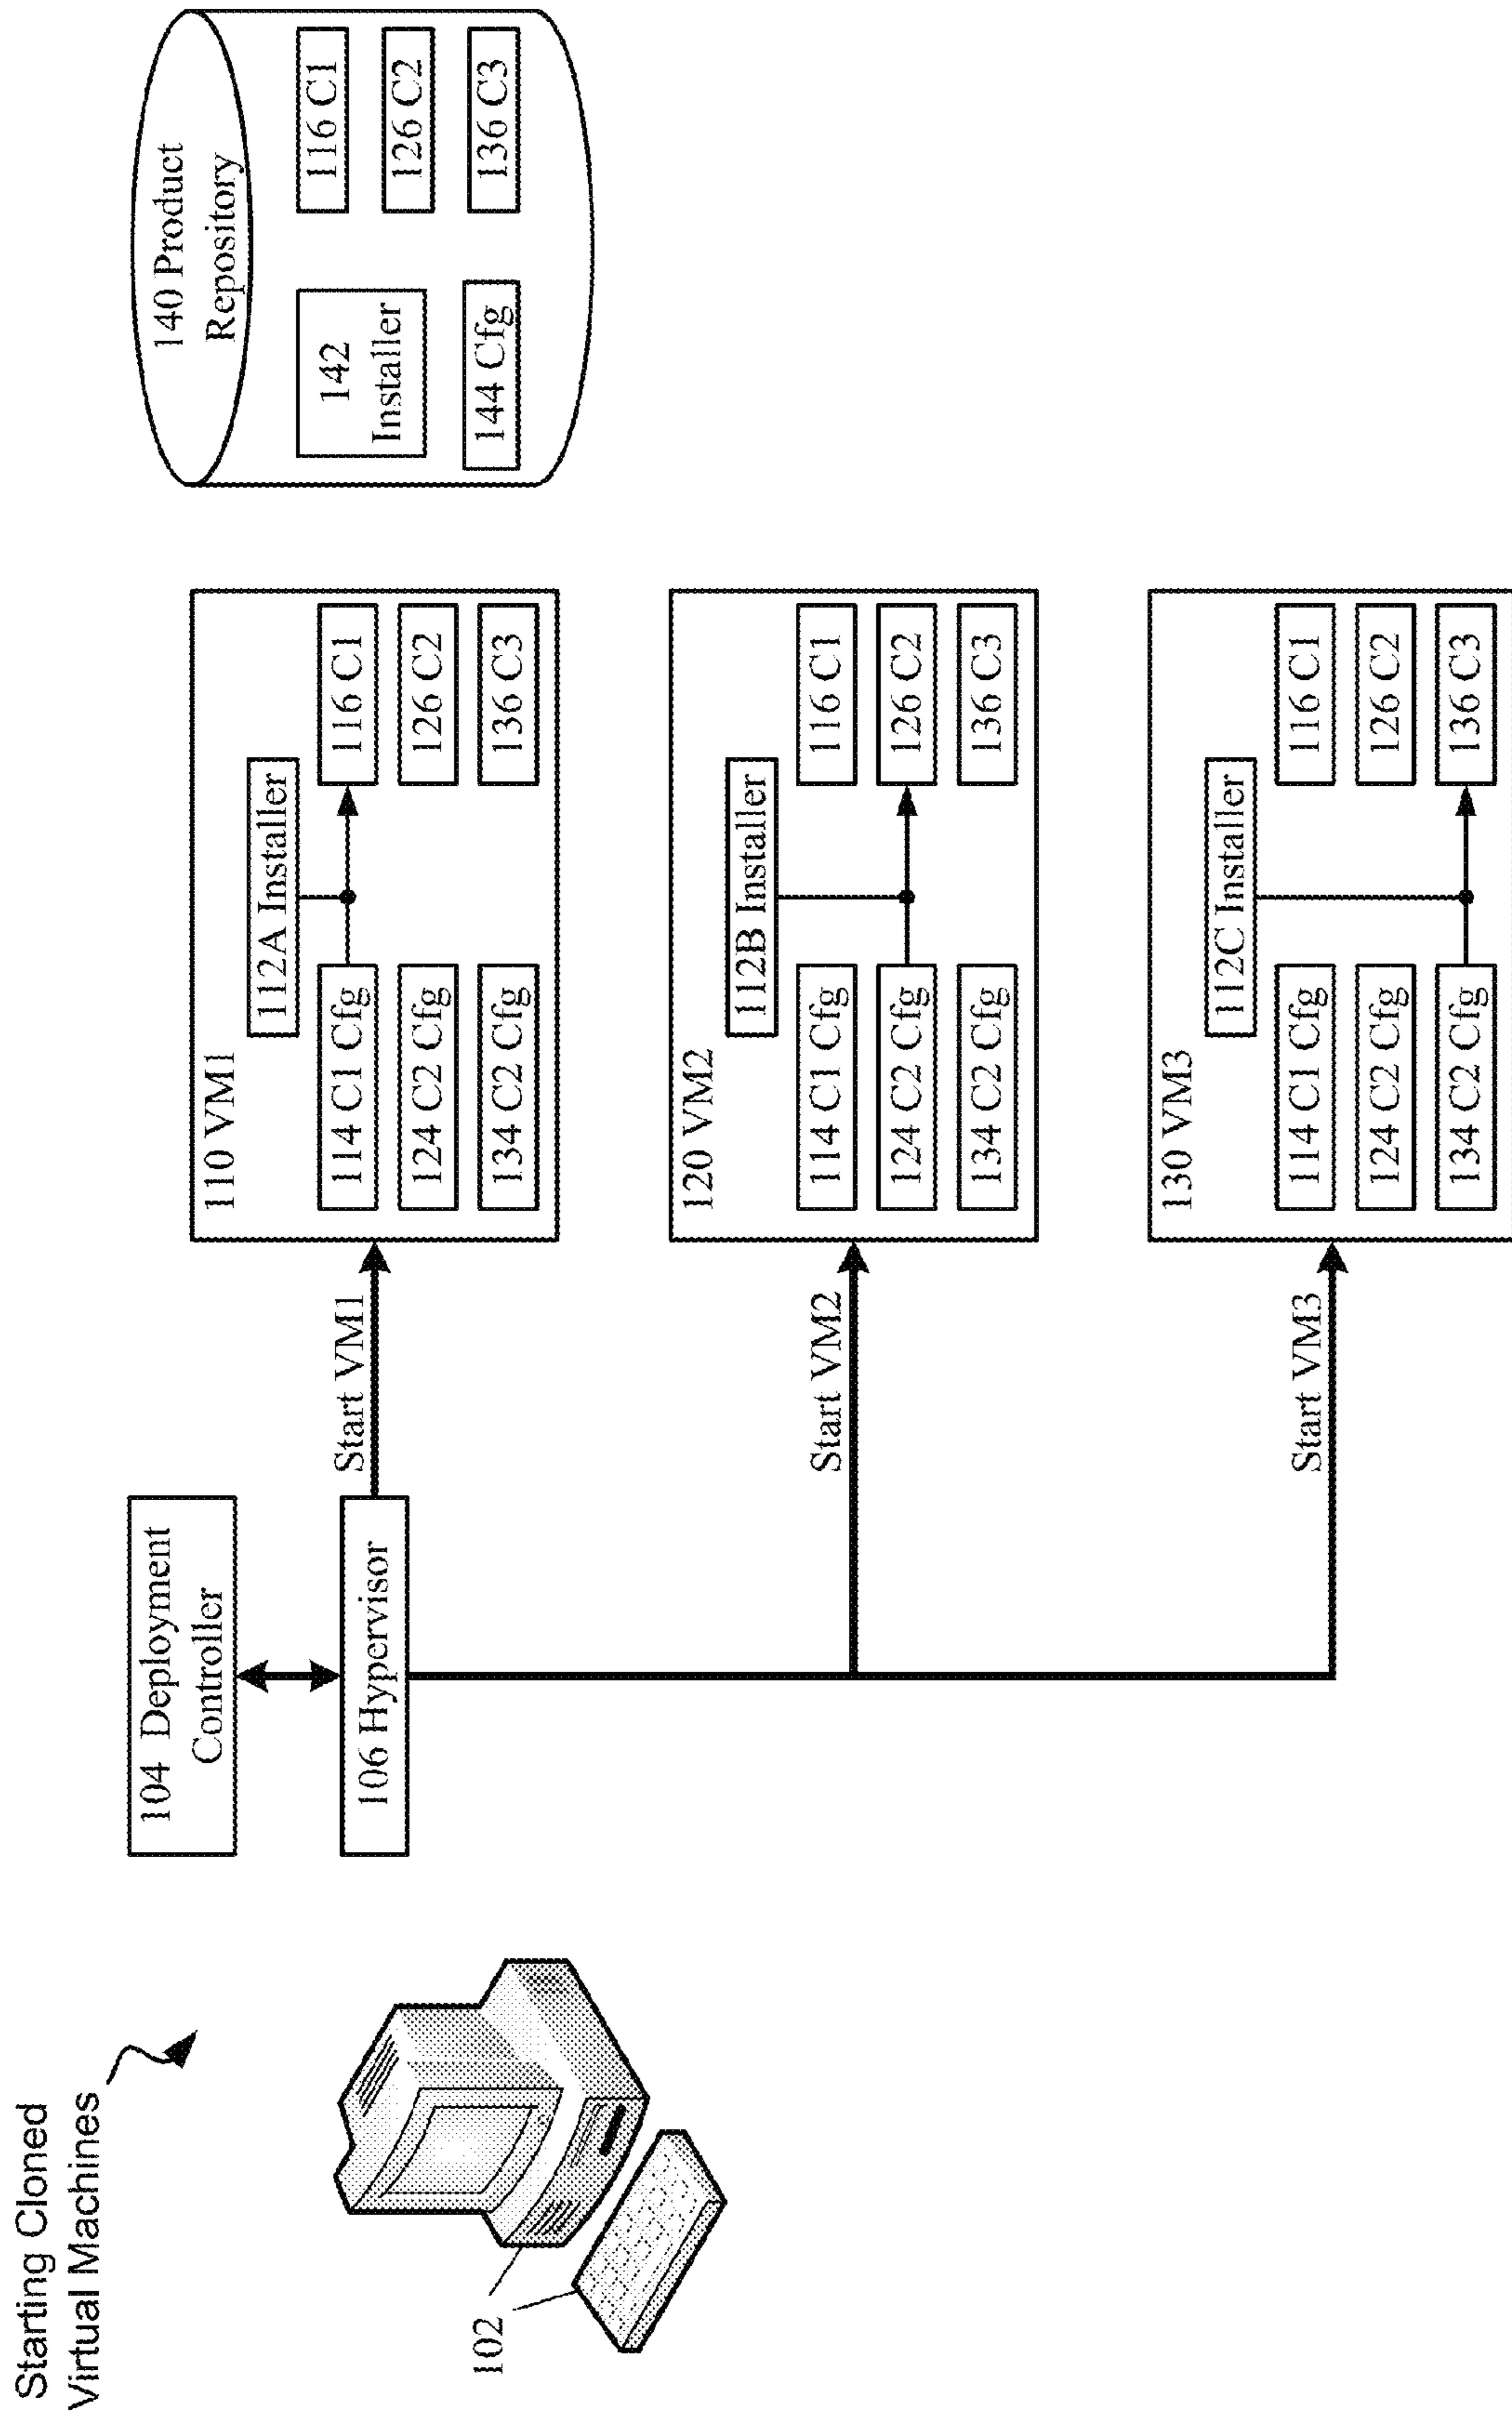 Starting Cloned
Virtual Machines
102
104 Deployment
Controller
106 Hypervisor
Start VM1
Start VM2
Start VM3
110 VM1
112A Installer
114 C1 Cfg
116 C1
124 C2 Cfg
126 C2
134 C2 Cfg
136 C3
120 VM2
112B Installer
114 C1 Cfg
116 C1
124 C2 Cfg
126 C2
134 C2 Cfg
136 C3
130 VM3
112C Installer
114 C1 Cfg
116 C1
124 C2 Cfg
126 C2
134 C2 Cfg
136 C3
140 Product
Repository
142
Installer
144 Cfg
116 C1
126 C2
136 C3